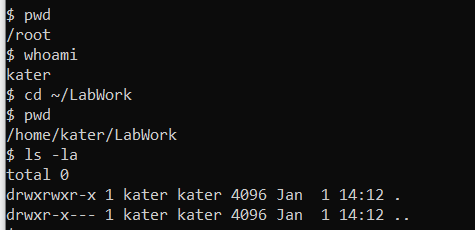 $ pwd
/root
$ whoami
kater
$ cd ~/LabWork
$ pwd
/home/kater/LabWork
$ ls -la
total 0
drwxrwxr-x 1 kater kater 4096 Jan  1 14:12 .
drwxr-x--- 1 kater kater 4096 Jan  1 14:12 ..